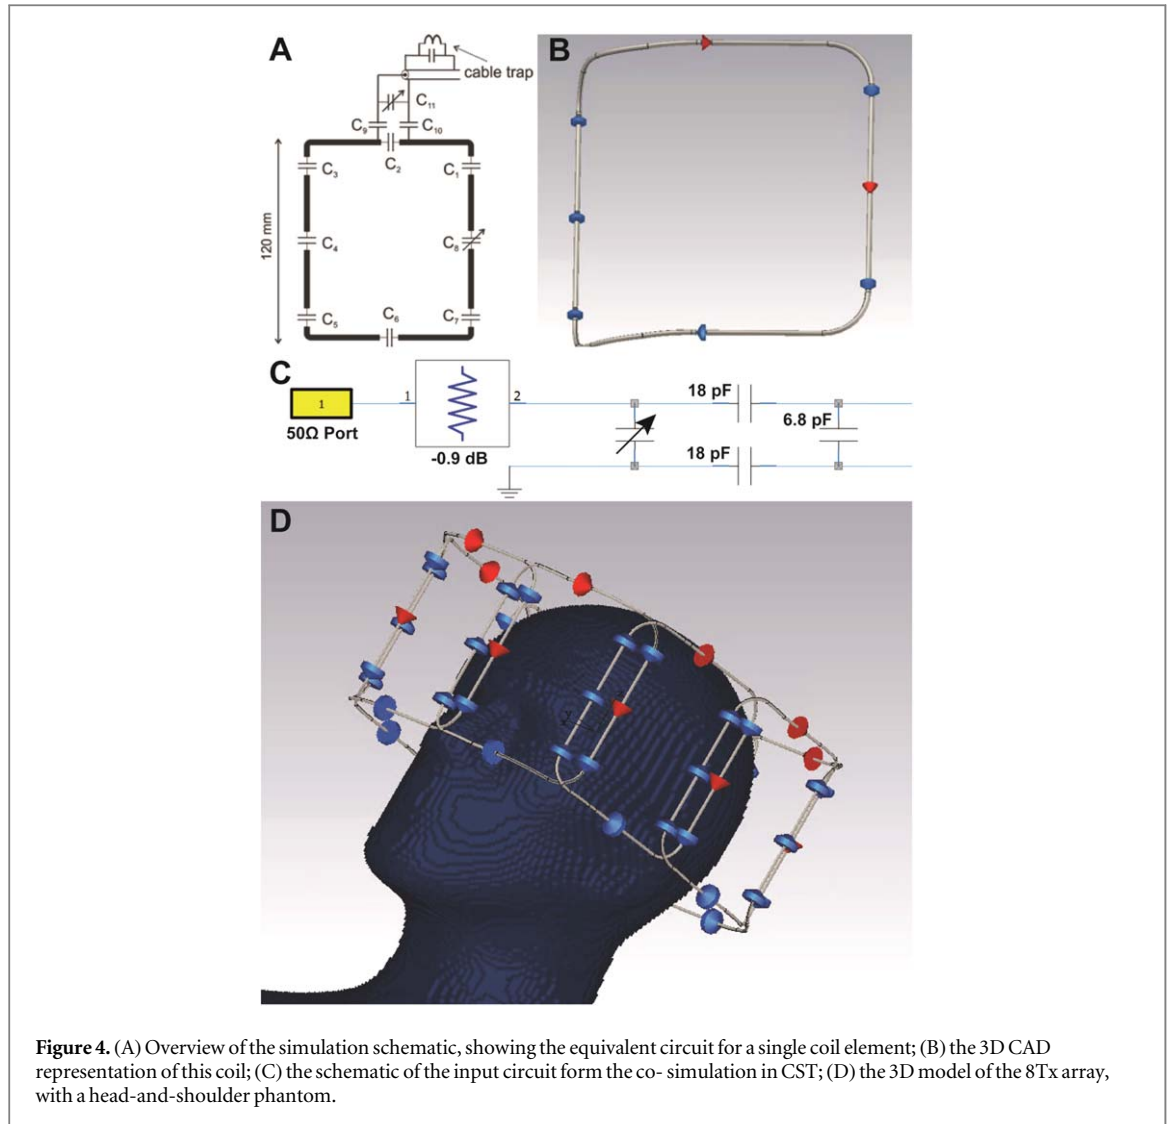 A
cable trap
C11
C9
C10
C2
C3
C1
120 mm
C4
C8
C5
C6
C7
B
C
1
1
2
50Ω Port
-0.9 dB
18 pF
6.8 pF
18 pF
D
Figure 4. (A) Overview of the simulation schematic, showing the equivalent circuit for a single coil element; (B) the 3D CAD
representation of this coil; (C) the schematic of the input circuit form the co- simulation in CST; (D) the 3D model of the 8Tx array,
with a head-and-shoulder phantom.